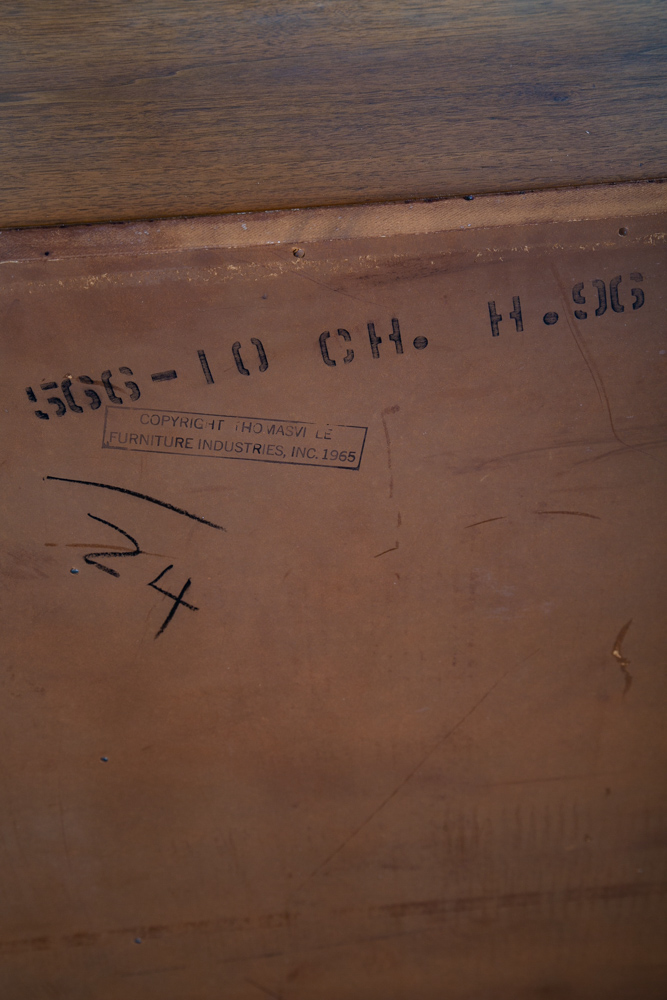 566-10 CH. H.96
COPYRIGHT THOMASVILLE
FURNITURE INDUSTRIES, INC. 1965
24